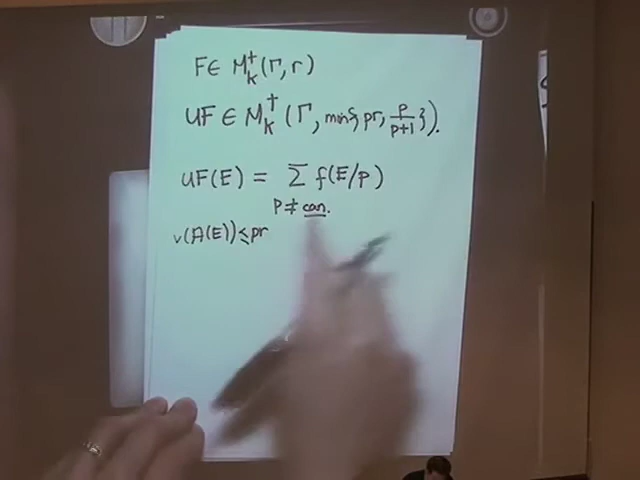 F ∈ M_k^†(Γ, r)
UF ∈ M_k^†(Γ, min{pr, p/p+1}).
UF(E) = Σ f(E/P)
P ≠ can.
v(A(E)) ≤ pr